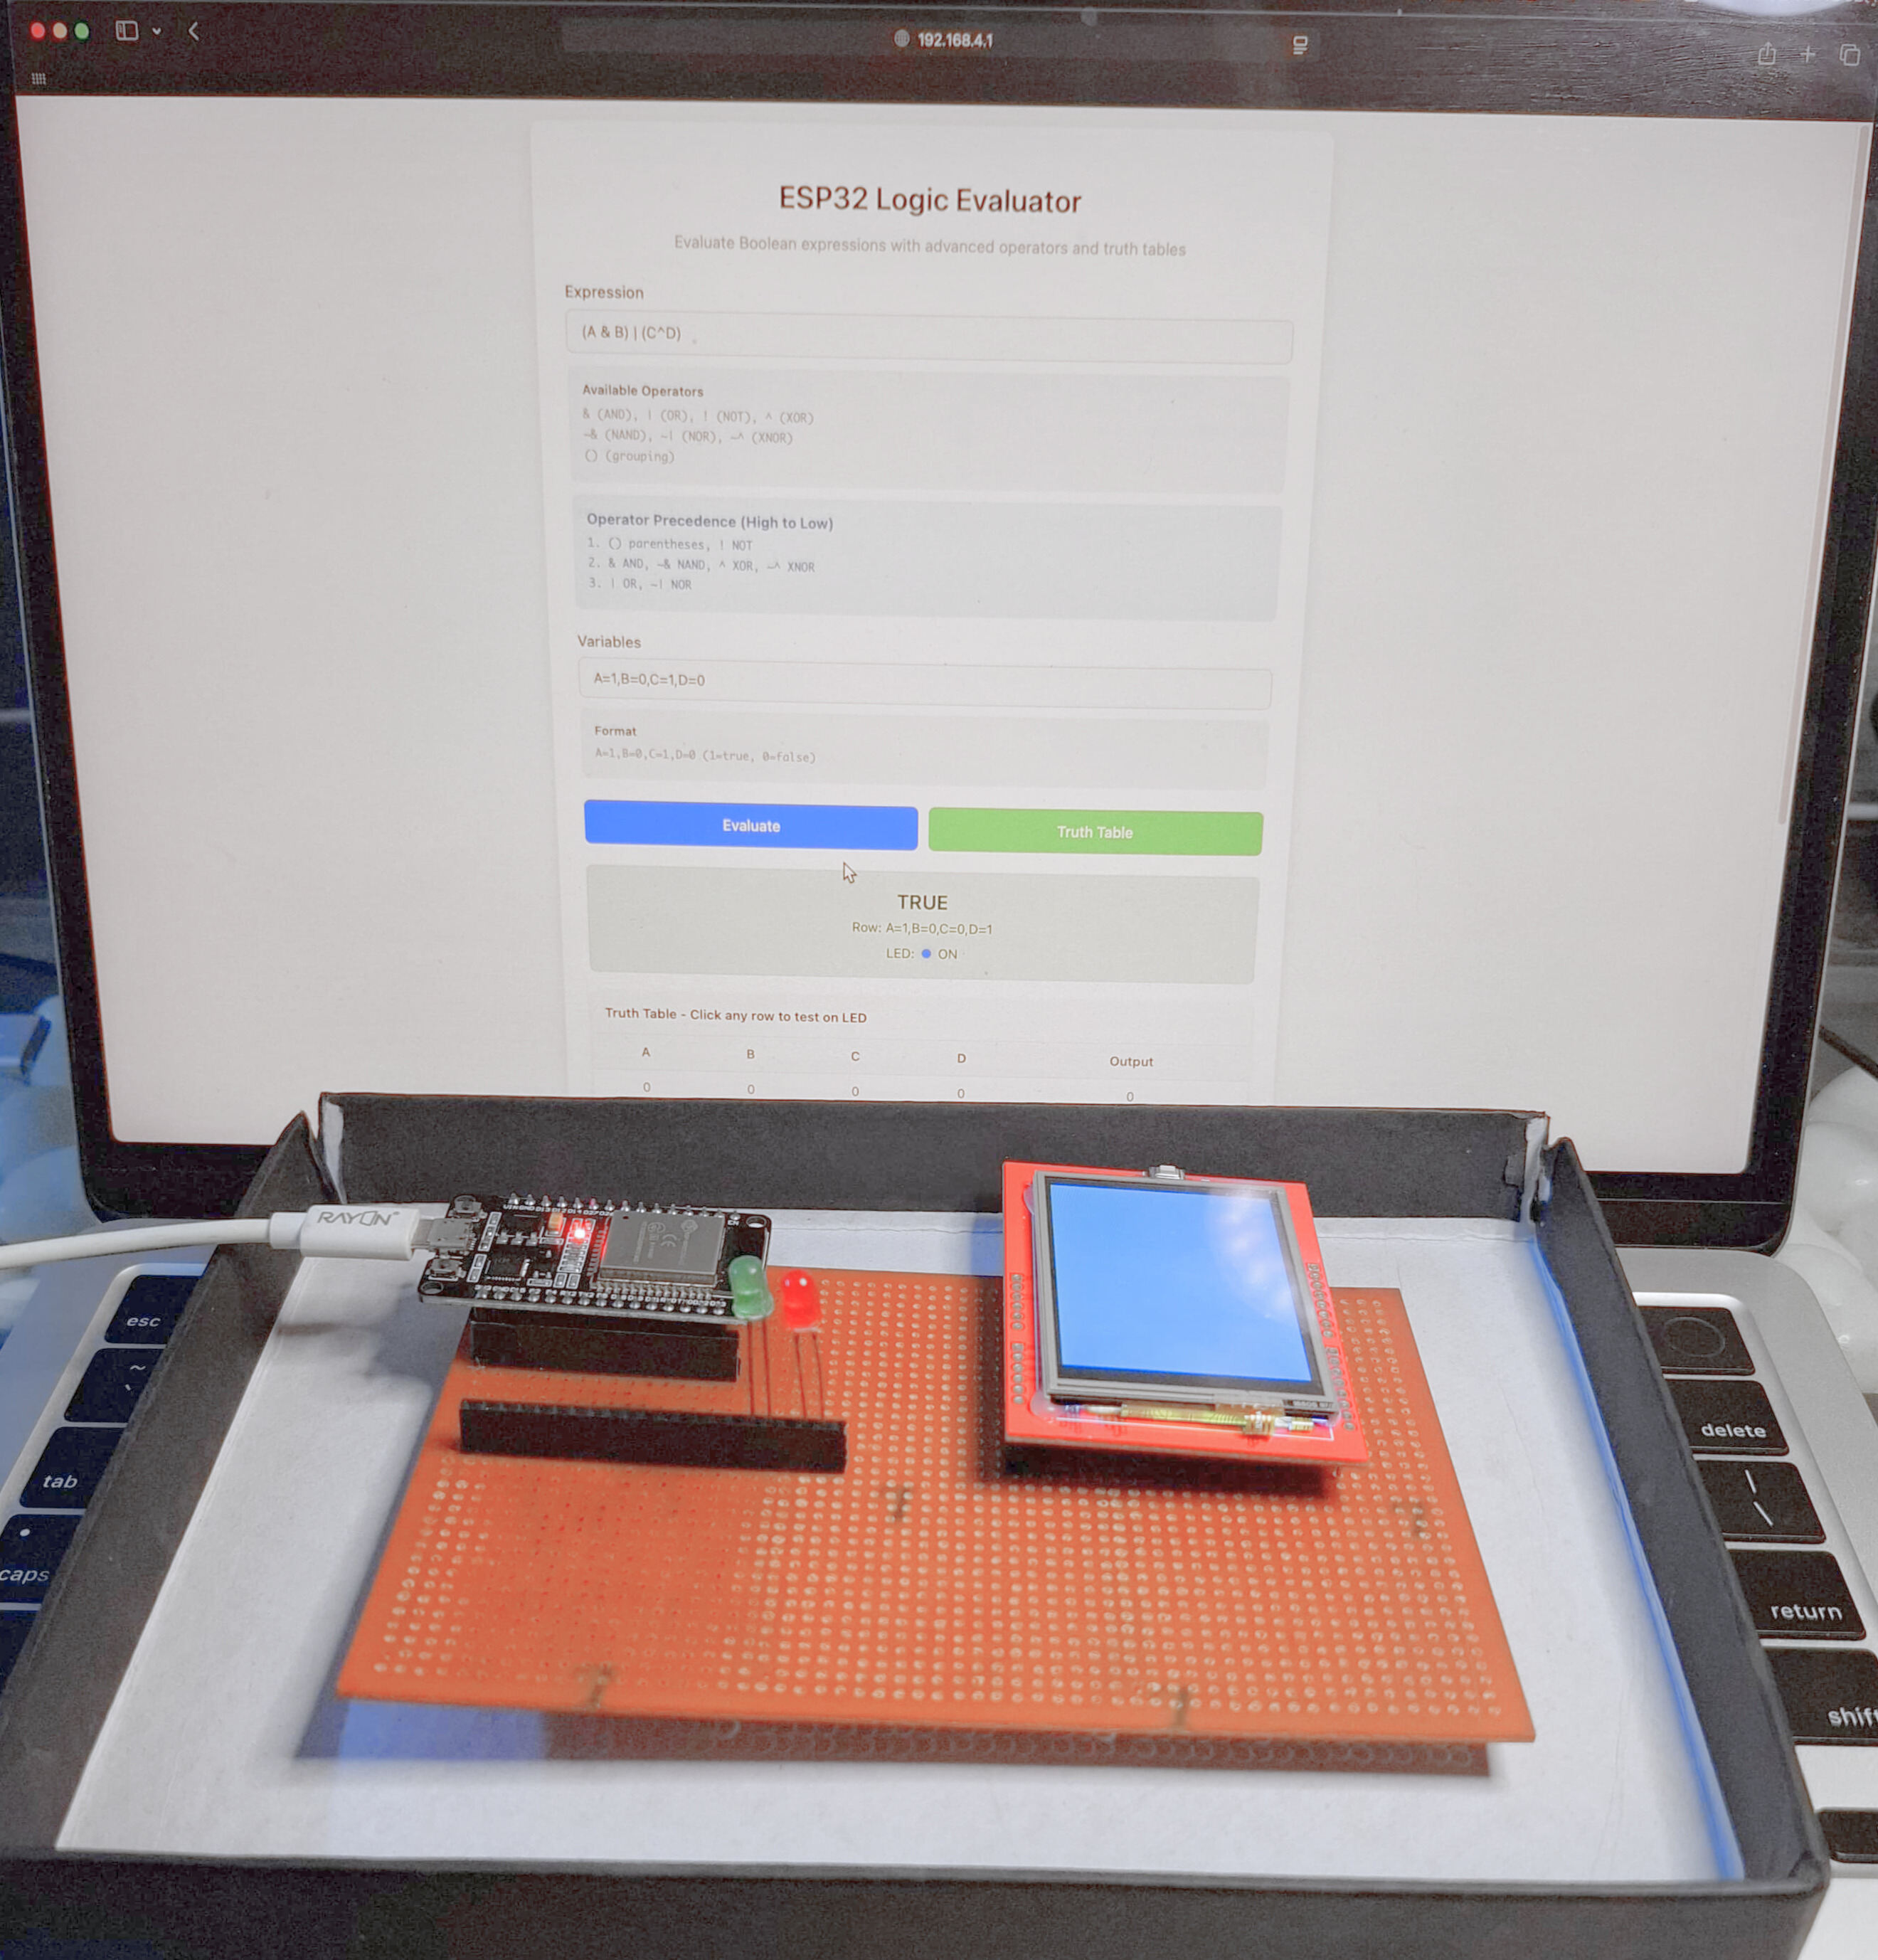 192.168.4.1
ESP32 Logic Evaluator
Evaluate Boolean expressions with advanced operators and truth tables
Expression
(A & B) | (C^D)
Available Operators
& (AND), | (OR), ! (NOT), ^ (XOR)
~& (NAND), ~| (NOR), ~^ (XNOR)
() (grouping)
Operator Precedence (High to Low)
1. () parentheses, ! NOT
2. & AND, ~& NAND, ^ XOR, ~^ XNOR
3. | OR, ~| NOR
Variables
A=1,B=0,C=1,D=0
Format
A=1,B=0,C=1,D=0 (1=true, 0=false)
Evaluate
Truth Table
TRUE
Row: A=1,B=0,C=0,D=1
LED: ON
Truth Table - Click any row to test on LED
A B C D Output
0 0 0 0 0
RAYON
esc
~
`
tab
caps
delete
|
\
return
shift